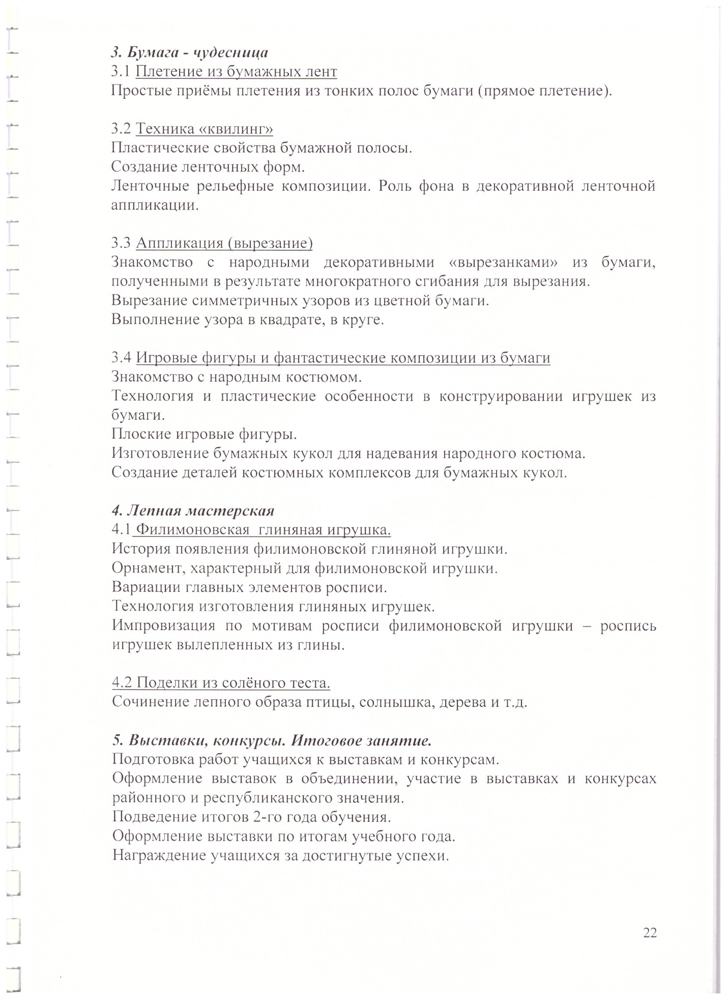 3. Бумага - чудесница
3.1 Плетение из бумажных лент
Простые приёмы плетения из тонких полос бумаги (прямое плетение).
3.2 Техника «квилинг»
Пластические свойства бумажной полосы.
Создание ленточных форм.
Ленточные рельефные композиции. Роль фона в декоративной ленточной
аппликации.
3.3 Аппликация (вырезание)
Знакомство с народными декоративными «вырезанками» из бумаги,
полученными в результате многократного сгибания для вырезания.
Вырезание симметричных узоров из цветной бумаги.
Выполнение узора в квадрате, в круге.
3.4 Игровые фигуры и фантастические композиции из бумаги
Знакомство с народным костюмом.
Технология и пластические особенности в конструировании игрушек из
бумаги.
Плоские игровые фигуры.
Изготовление бумажных кукол для надевания народного костюма.
Создание деталей костюмных комплексов для бумажных кукол.
4. Лепная мастерская
4.1 Филимоновская глиняная игрушка.
История появления филимоновской глиняной игрушки.
Орнамент, характерный для филимоновской игрушки.
Вариации главных элементов росписи.
Технология изготовления глиняных игрушек.
Импровизация по мотивам росписи филимоновской игрушки – роспись
игрушек вылепленных из глины.
4.2 Поделки из солёного теста.
Сочинение лепного образа птицы, солнышка, дерева и т.д.
5. Выставки, конкурсы. Итоговое занятие.
Подготовка работ учащихся к выставкам и конкурсам.
Оформление выставок в объединении, участие в выставках и конкурсах
районного и республиканского значения.
Подведение итогов 2-го года обучения.
Оформление выставки по итогам учебного года.
Награждение учащихся за достигнутые успехи.
22